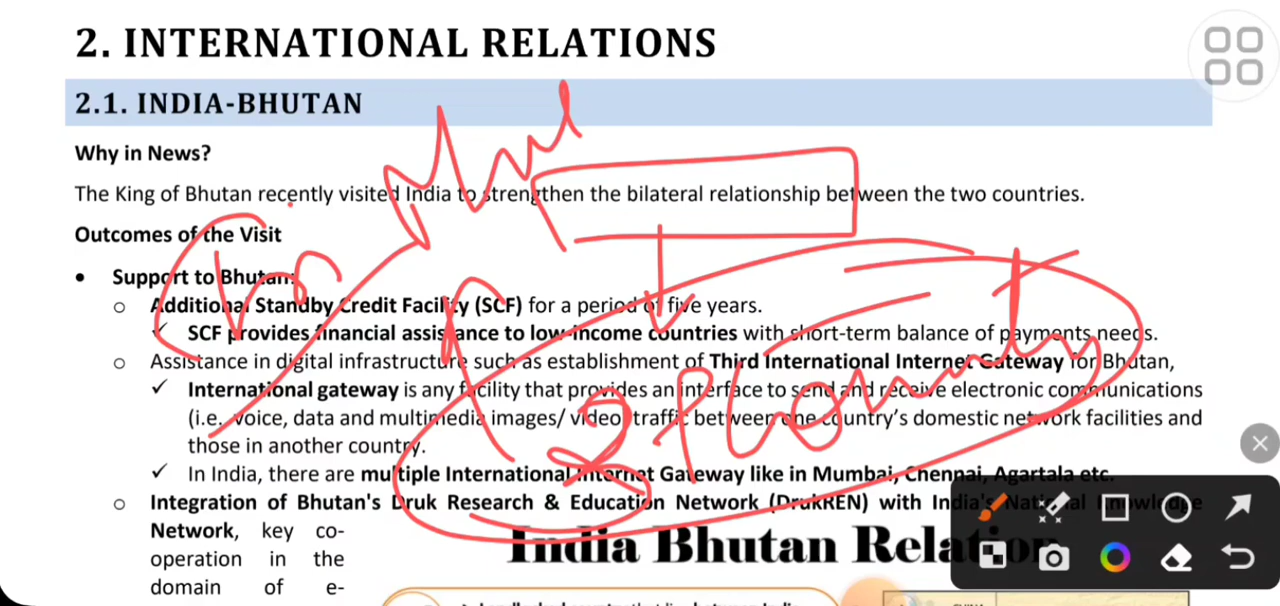 2. INTERNATIONAL RELATIONS
2.1. INDIA-BHUTAN
Why in News?
The King of Bhutan recently visited India to strengthen the bilateral relationship between the two countries.
Outcomes of the Visit
• Support to Bhutan:
o Additional Standby Credit Facility (SCF) for a period of five years.
✓ SCF provides financial assistance to low-income countries with short-term balance of payments needs.
o Assistance in digital infrastructure such as establishment of Third International Internet Gateway for Bhutan,
✓ International gateway is any facility that provides an interface to send and receive electronic communications
(i.e. voice, data and multimedia images/ video) traffic between one country's domestic network facilities and
those in another country.
✓ In India, there are multiple International Internet Gateway like in Mumbai, Chennai, Agartala etc.
o Integration of Bhutan's Druk Research & Education Network (DrukREN) with India's National Knowledge
Network, key co-
operation in the
domain of e-
India Bhutan Relation